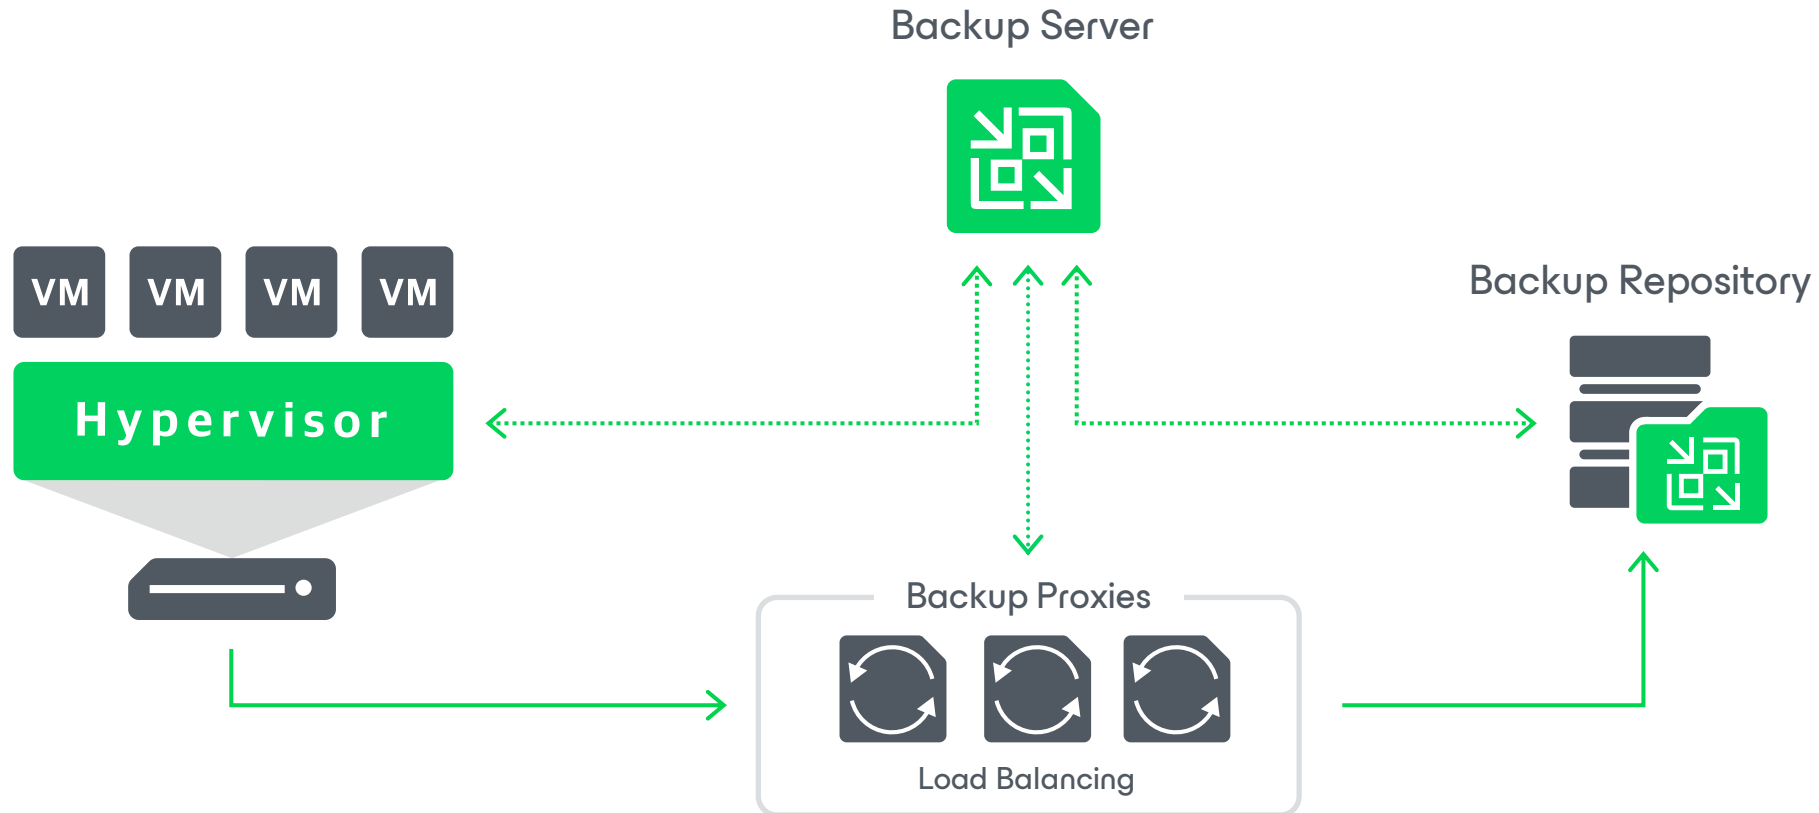 Backup Server
VM VM VM VM
Backup Repository
Hypervisor
Backup Proxies
Load Balancing